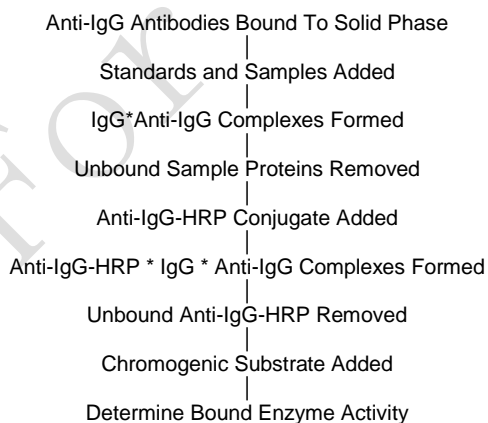 Anti-IgG Antibodies Bound To Solid Phase
Standards and Samples Added
IgG*Anti-IgG Complexes Formed
Unbound Sample Proteins Removed
Anti-IgG-HRP Conjugate Added
Anti-IgG-HRP * IgG * Anti-IgG Complexes Formed
Unbound Anti-IgG-HRP Removed
Chromogenic Substrate Added
Determine Bound Enzyme Activity
For